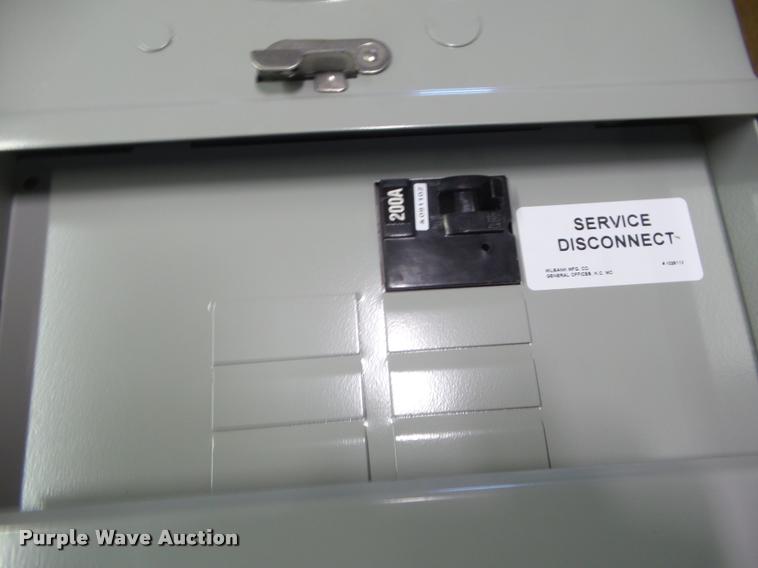 200A
SERVICE
DISCONNECT
MILBANK MFG. CO.
GENERAL OFFICES, K.C. MO
Purple Wave Auction